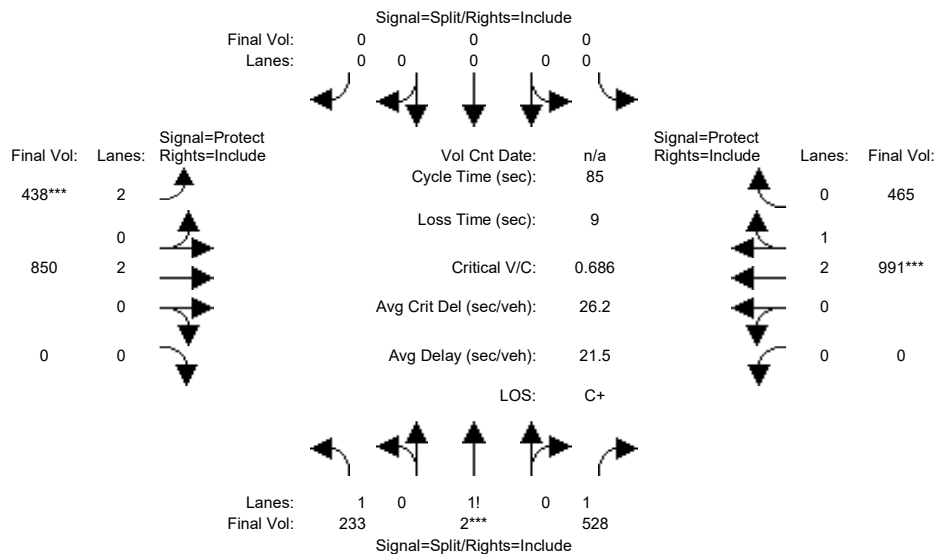 Signal=Split/Rights=Include
Final Vol: 0 0 0
Lanes: 0 0 0 0 0
Signal=Protect
Final Vol: Lanes: Rights=Include
Vol Cnt Date: n/a
Signal=Protect
Rights=Include Lanes: Final Vol:
Cycle Time (sec): 85
438*** 2
0 465
Loss Time (sec): 9
0
1
850 2
Critical V/C: 0.686
2 991***
0
Avg Crit Del (sec/veh): 26.2
0
0 0
Avg Delay (sec/veh): 21.5
0 0
LOS: C+
Lanes: 1 0 1! 0 1
Final Vol: 233 2*** 528
Signal=Split/Rights=Include